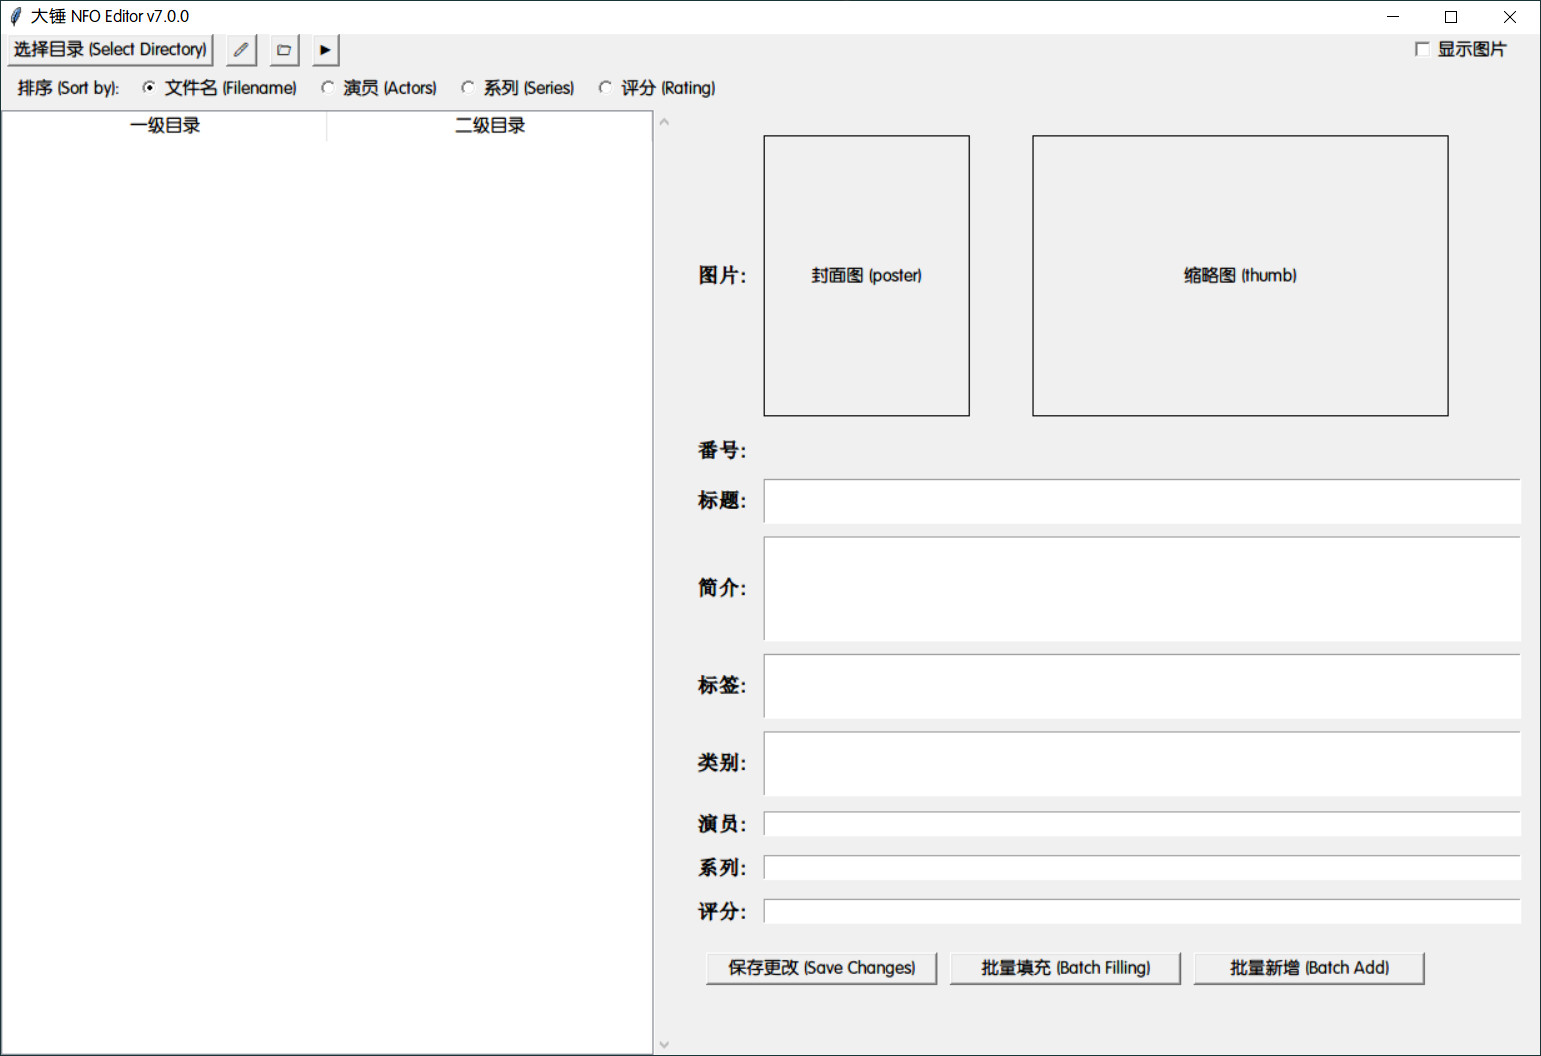 大锤 NFO Editor v7.0.0
选择目录 (Select Directory)
显示图片
排序 (Sort by): 文件名 (Filename) 演员 (Actors) 系列 (Series) 评分 (Rating)
一级目录 二级目录
图片: 封面图 (poster) 缩略图 (thumb)
番号:
标题:
简介:
标签:
类别:
演员:
系列:
评分:
保存更改 (Save Changes) 批量填充 (Batch Filling) 批量新增 (Batch Add)